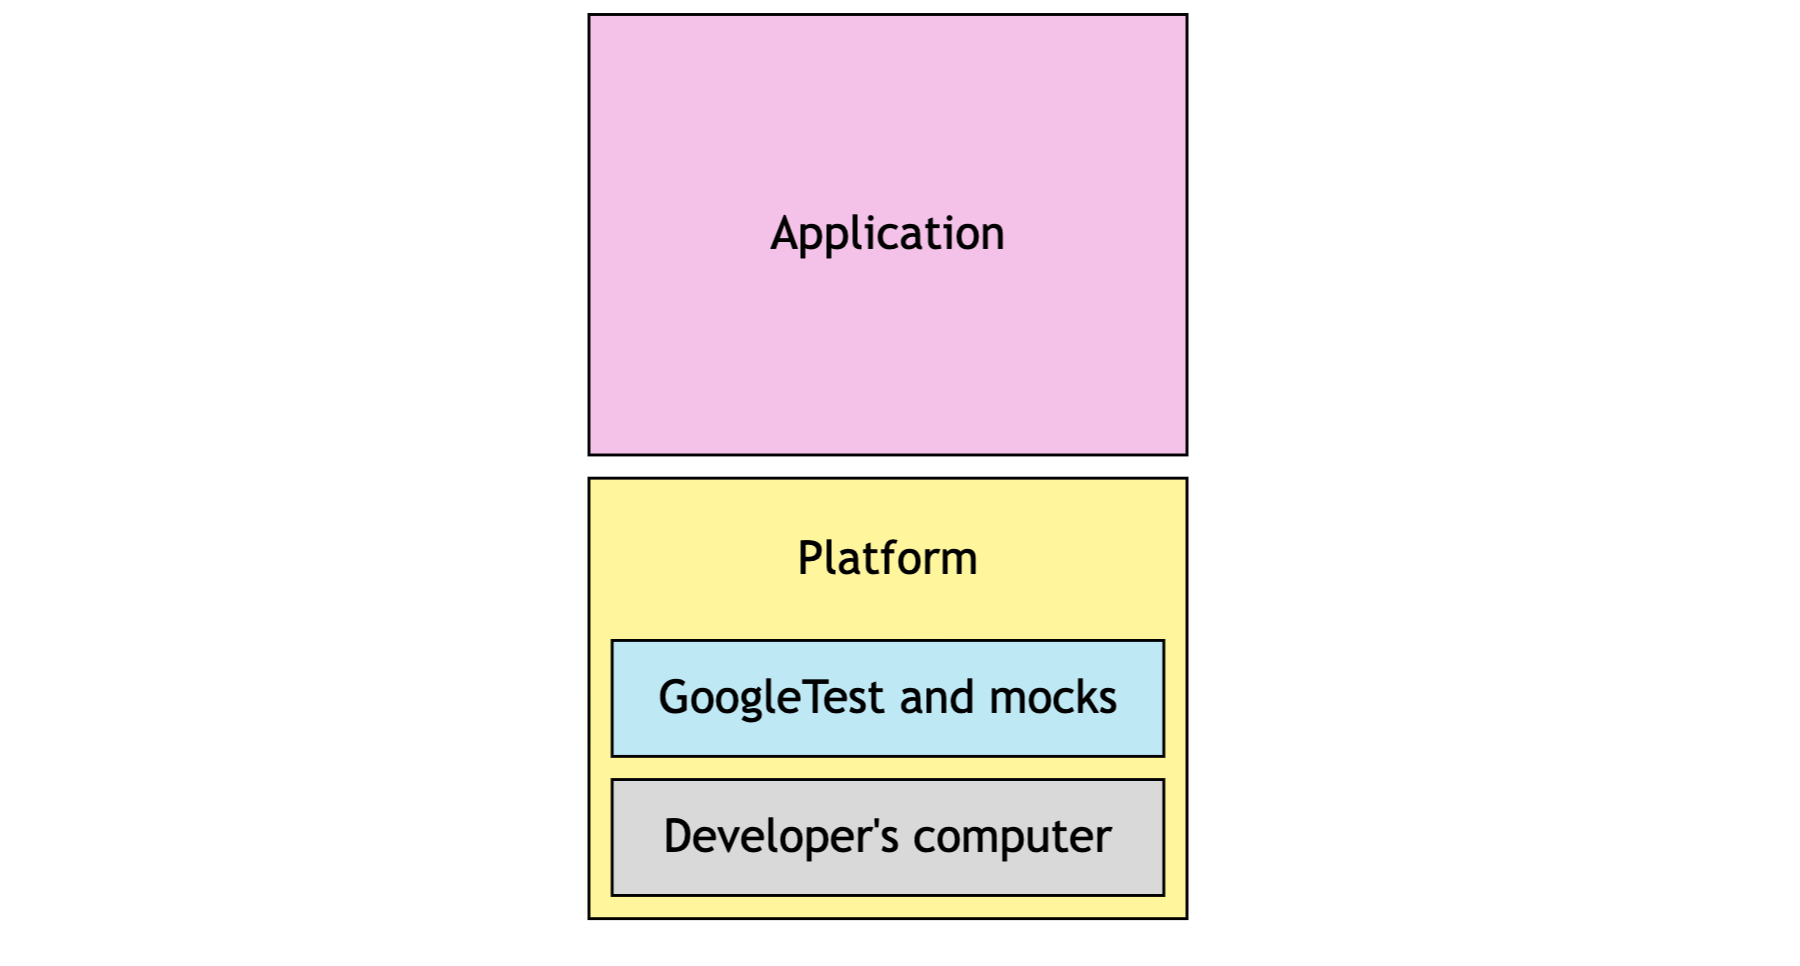 Application
Platform
GoogleTest and mocks
Developer's computer